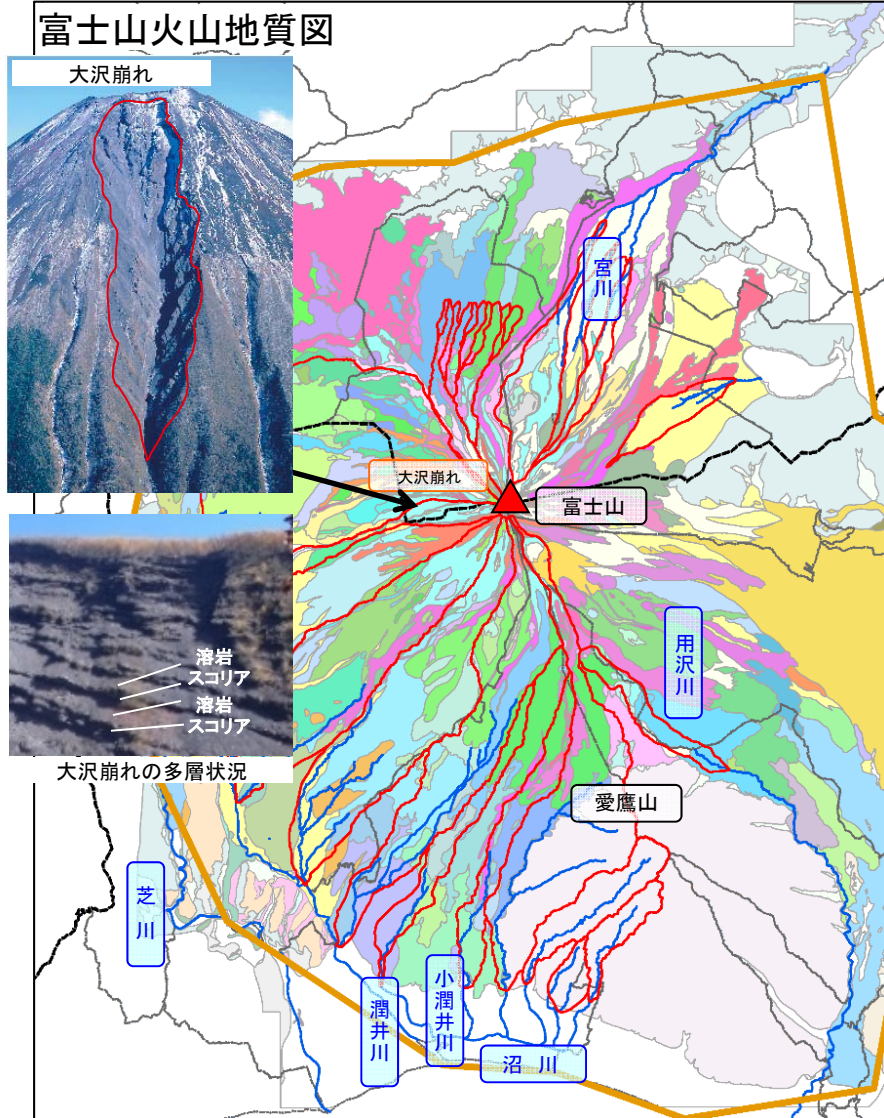 富士山火山地質図
大沢崩れ
宮川
大沢崩れ
富士山
用沢川
溶岩
スコリア
溶岩
スコリア
大沢崩れの多層状況
愛鷹山
芝川
潤井川
小潤井川
沼川